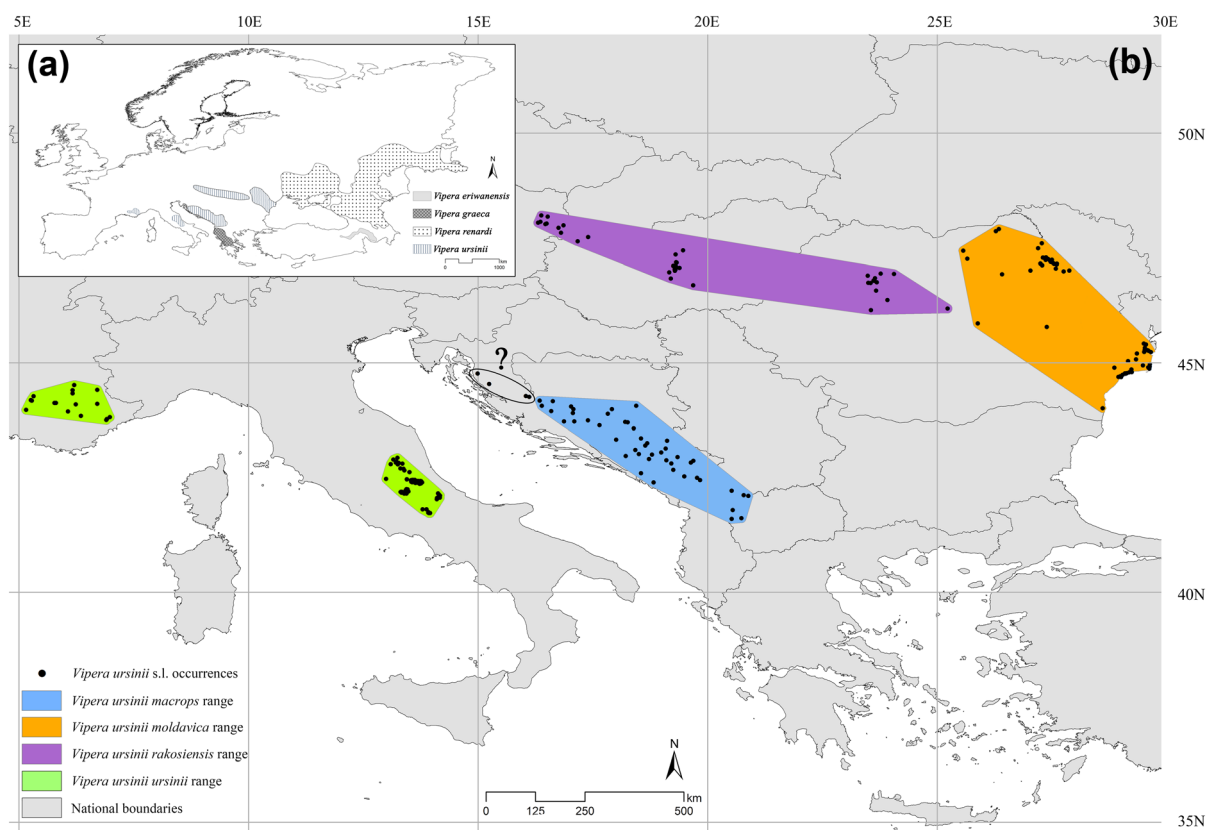 5E 10E 15E 20E 25E 30E
(a)
(b)
N
Vipera eriwanensis
Vipera graeca
Vipera renardi
Vipera ursinii
km
0 1000
50N
45N
?
40N
35N
Vipera ursinii s.l. occurrences
Vipera ursinii macrops range
Vipera ursinii moldavica range
Vipera ursinii rakosiensis range
Vipera ursinii ursinii range
National boundaries
N
km
0 125 250 500